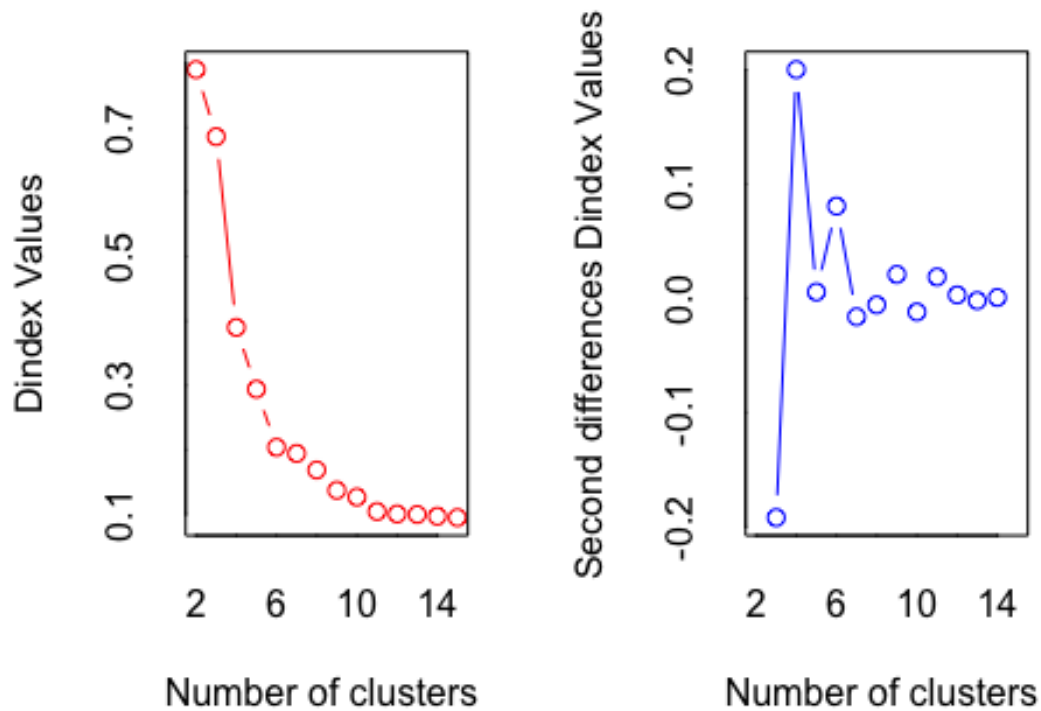 Dindex Values
0.1 0.3 0.5 0.7
2 6 10 14
Number of clusters
Second differences Dindex Values
-0.2 -0.1 0.0 0.1 0.2
2 6 10 14
Number of clusters